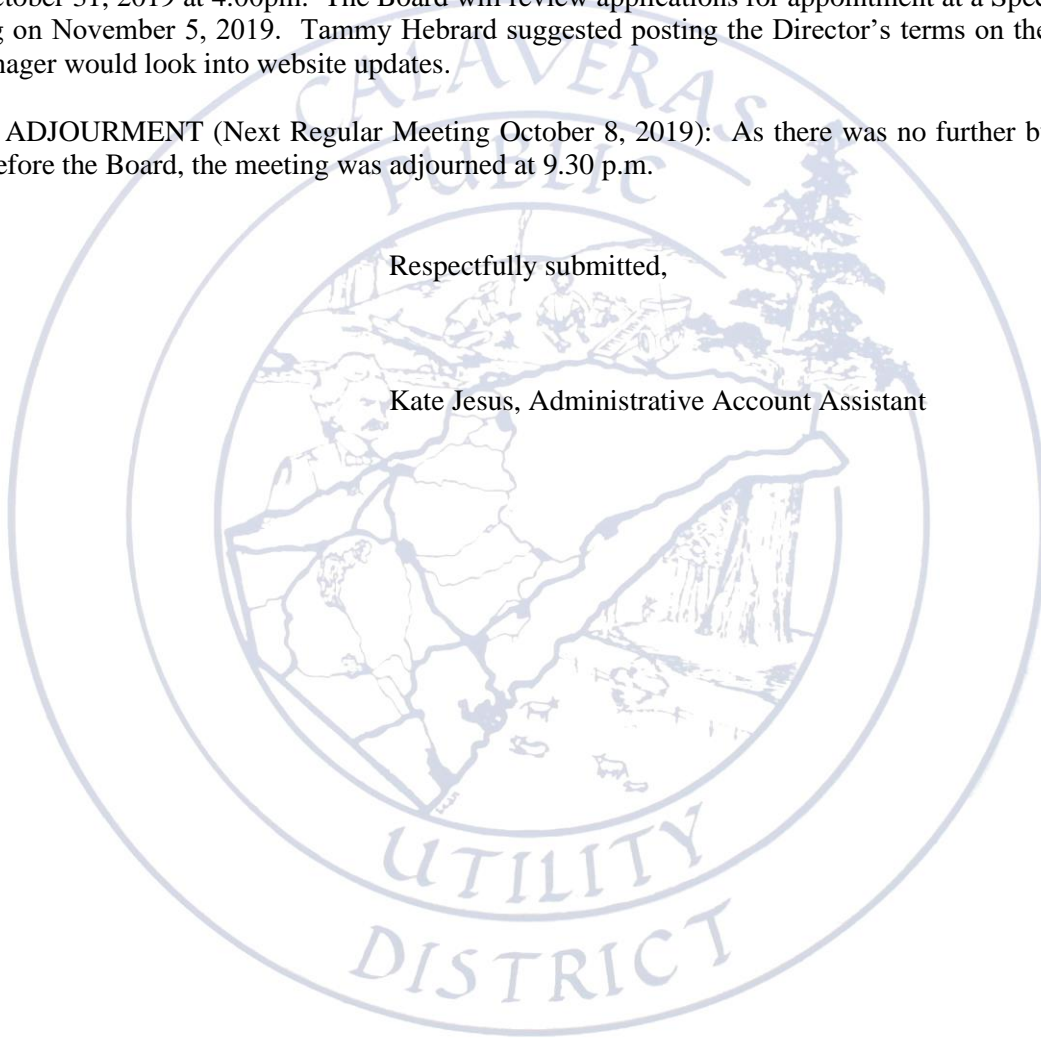 October 31, 2019 at 4:00pm. The Board will review applications for appointment at a Spec
g on November 5, 2019. Tammy Hebrard suggested posting the Director's terms on the
nager would look into website updates.
ADJOURMENT (Next Regular Meeting October 8, 2019): As there was no further b
efore the Board, the meeting was adjourned at 9.30 p.m.
Respectfully submitted,
Kate Jesus, Administrative Account Assistant
CALAVERAS
PUBLIC
UTILITY
DISTRICT